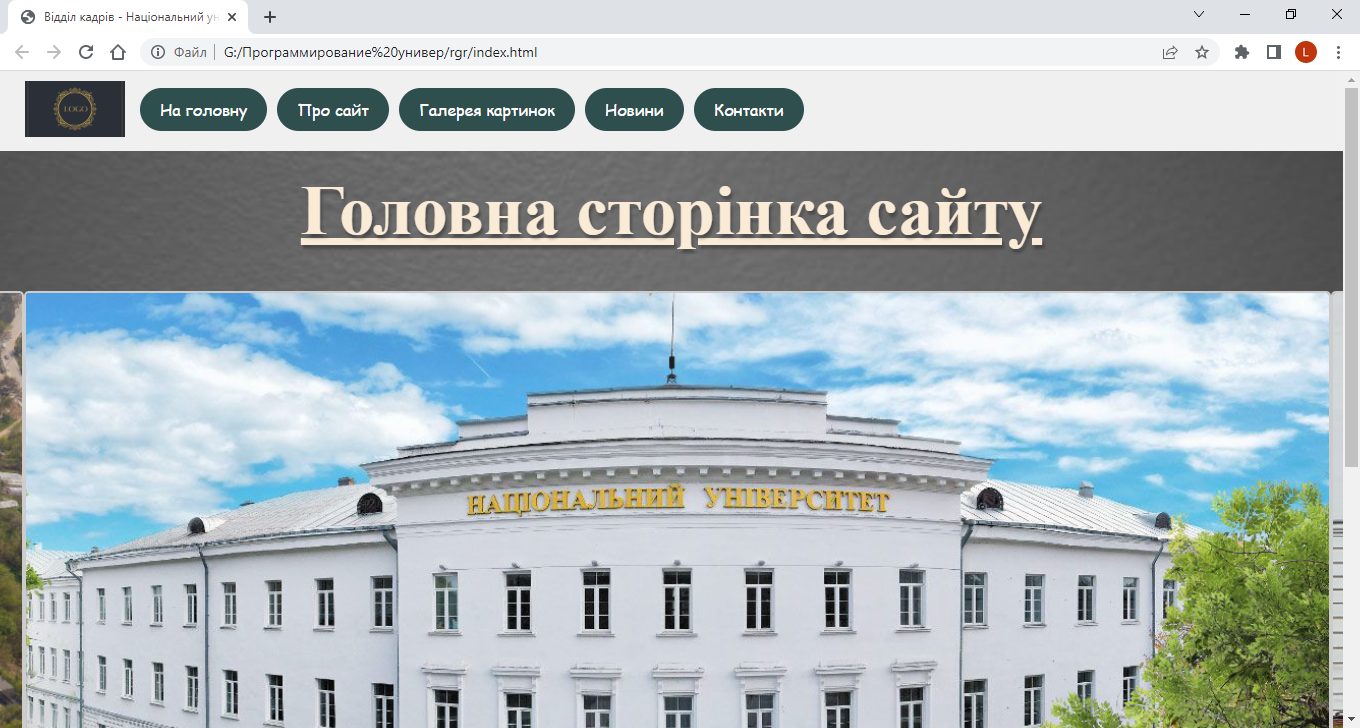 Відділ кадрів - Національний ун
Файл G:/Программирование%20универ/rgr/index.html
L
LOGO
На головну Про сайт Галерея картинок Новини Контакти
Головна сторінка сайту
НАЦІОНАЛЬНИЙ УНІВЕРСИТЕТ